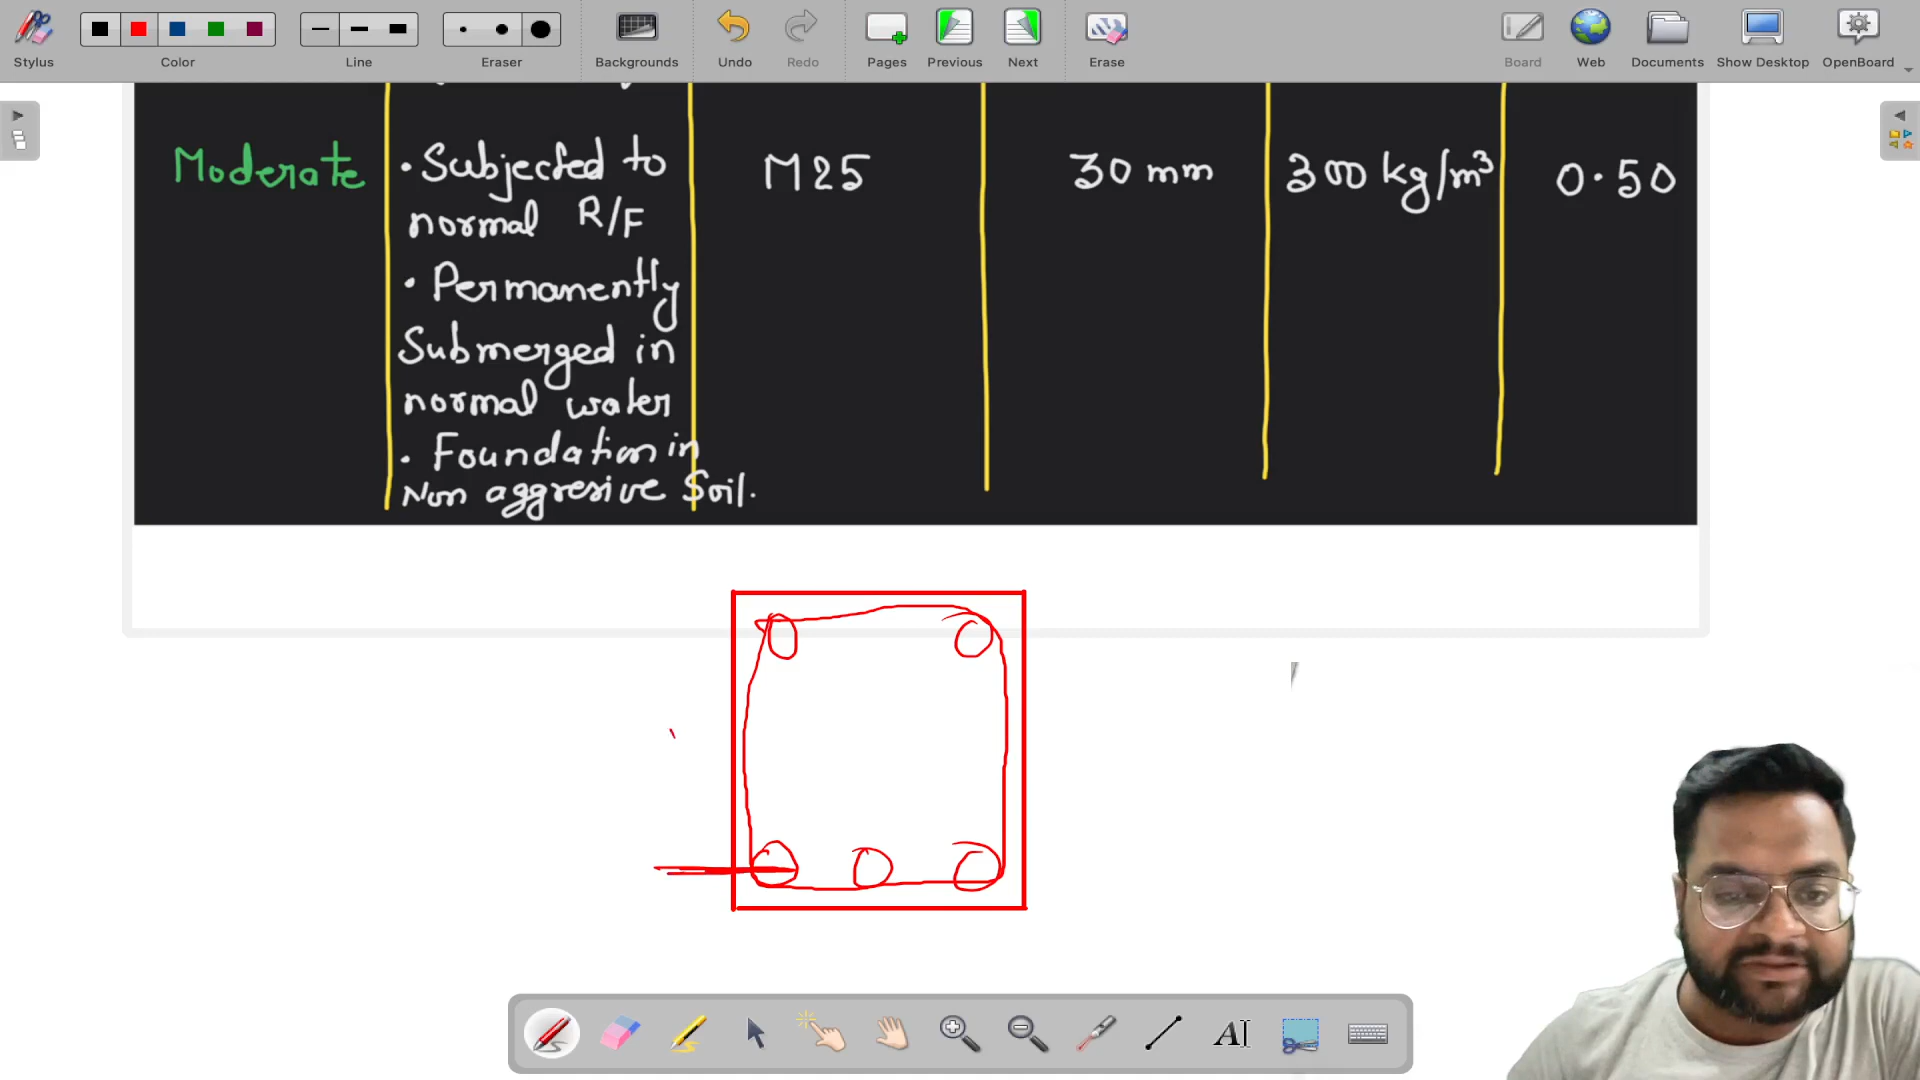 Stylus
Color
Line
Eraser
Backgrounds
Undo
Redo
Pages
Previous
Next
Erase
Board
Web
Documents
Show Desktop
OpenBoard
Moderate
• Subjected to
normal R/F
• Permanently
Submerged in
normal water
• Foundation in
Non aggresive Soil.
M25
30 mm
300 kg/m³
0.50